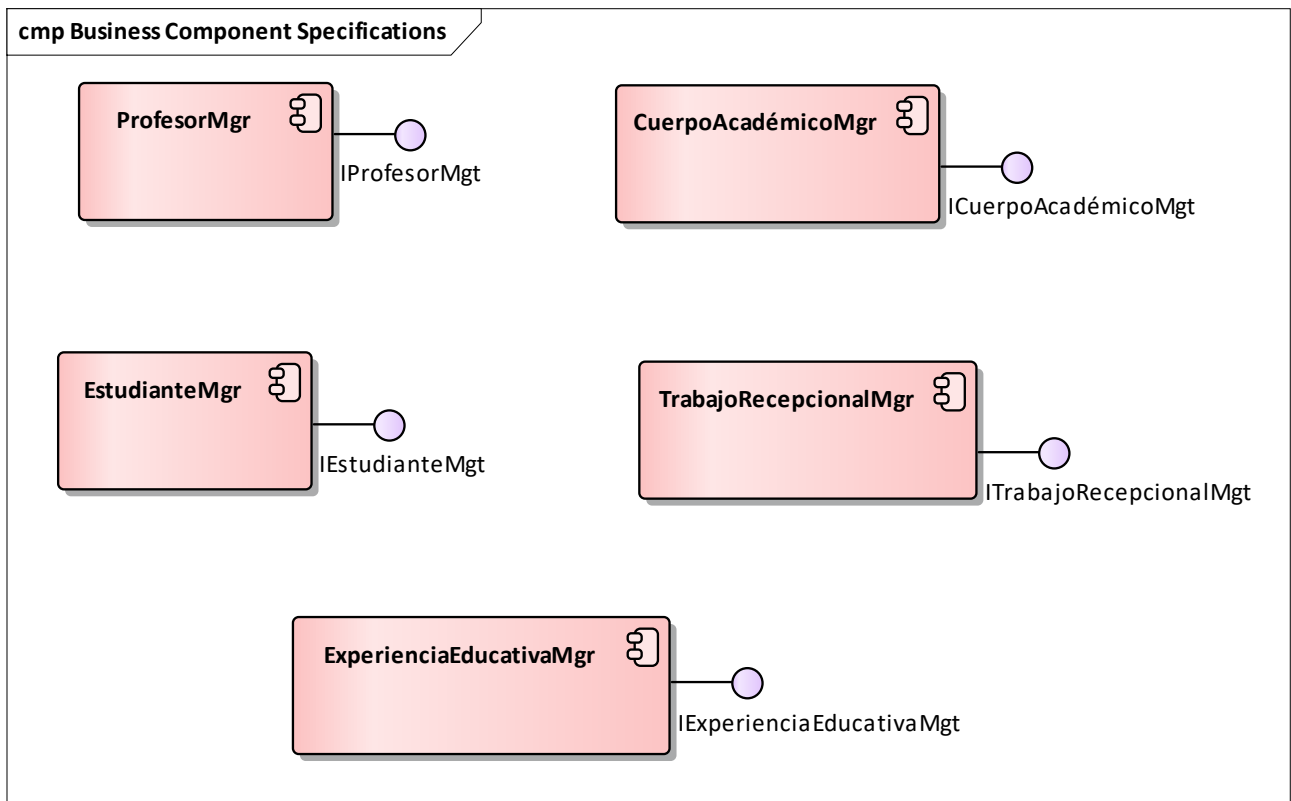 cmp Business Component Specifications
ProfesorMgr
IProfesorMgt
CuerpoAcadémicoMgr
ICuerpoAcadémicoMgt
EstudianteMgr
IEstudianteMgt
TrabajoRecepcionalMgr
ITrabajoRecepcionalMgt
ExperienciaEducativaMgr
IExperienciaEducativaMgt